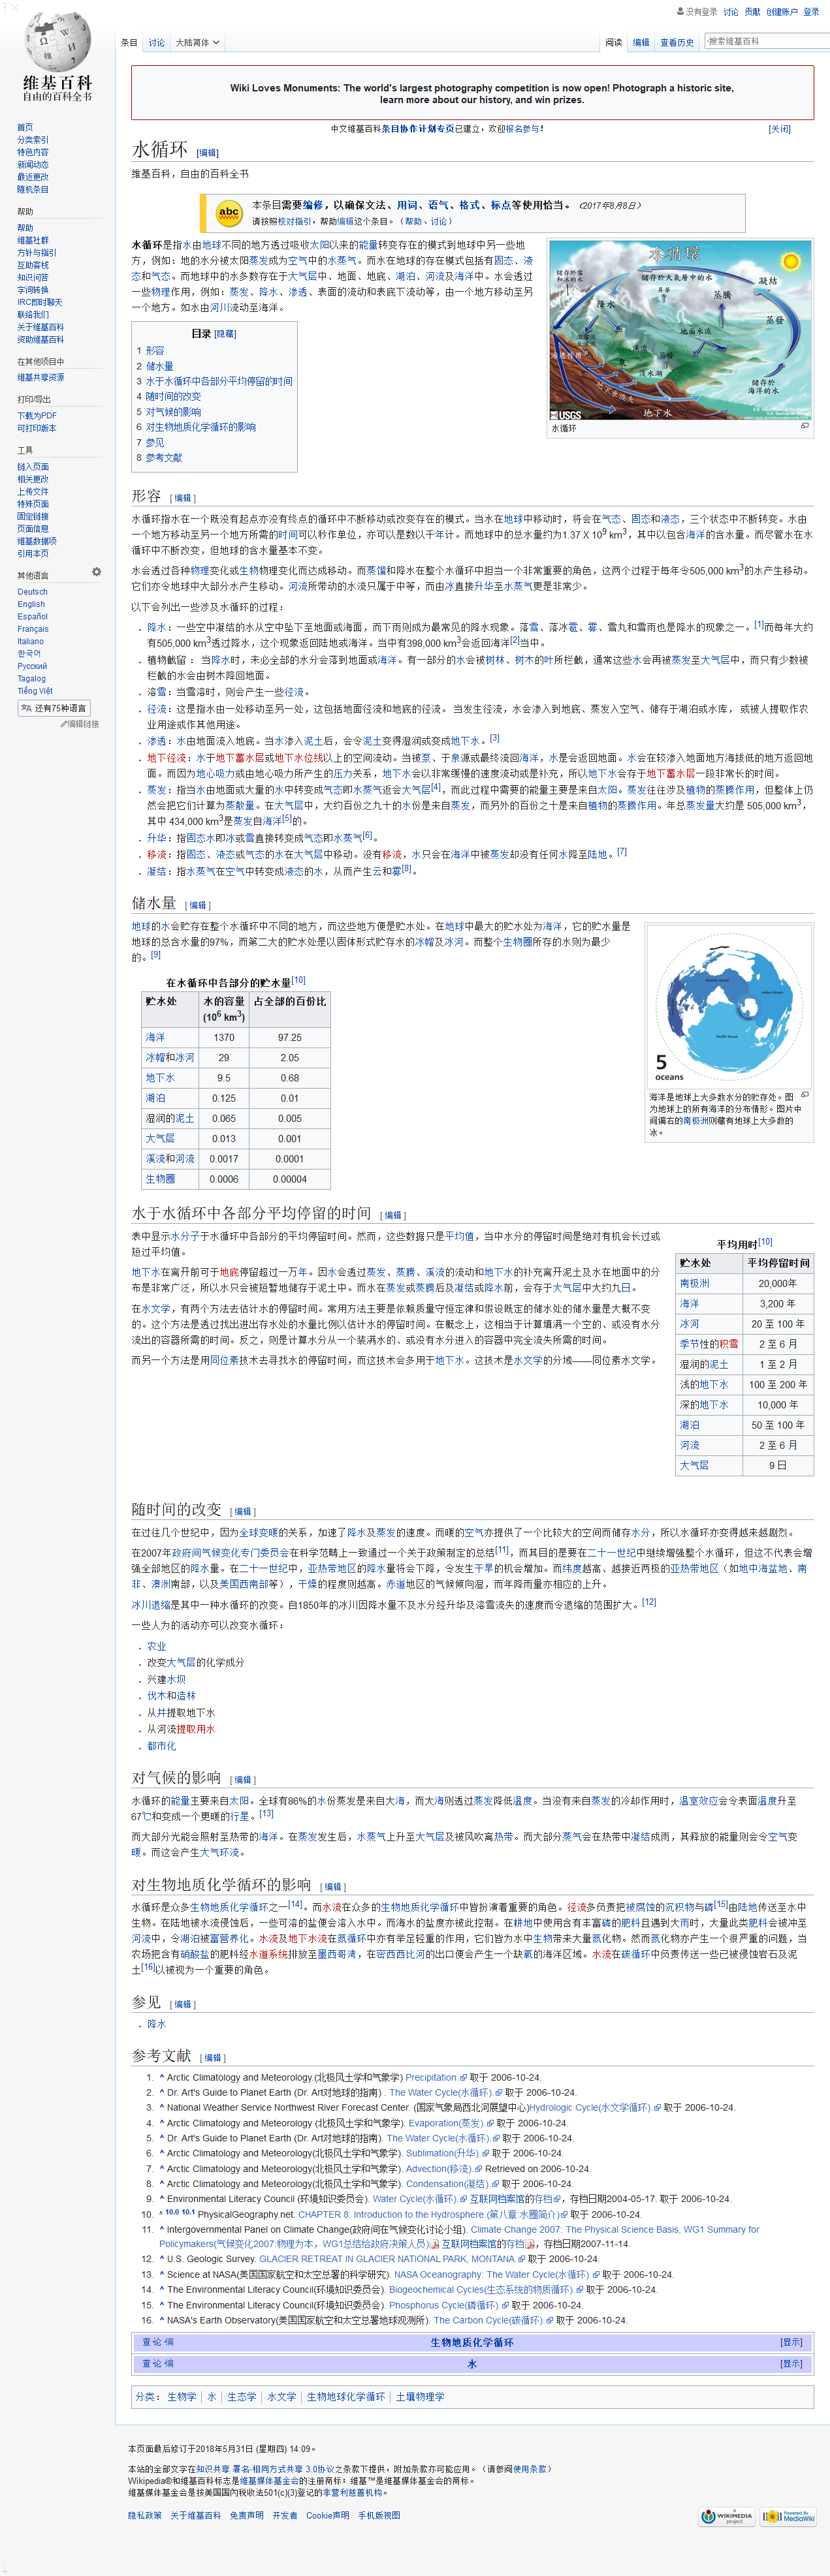 没有登录 讨论 贡献 创建账户 登录
条目 讨论 大陆简体
阅读 编辑 查看历史
搜索维基百科
维基百科
自由的百科全书
首页
分类索引
特色内容
新闻动态
最近更改
随机条目
帮助
帮助
维基社群
方针与指引
互助客栈
知识问答
字词转换
IRC即时聊天
联络我们
关于维基百科
资助维基百科
在其他项目中
维基共享资源
打印/导出
下载为PDF
可打印版本
工具
链入页面
相关更改
上传文件
特殊页面
固定链接
页面信息
维基数据项
引用本页
其他语言
Deutsch
English
Español
Français
Italiano
한국어
Русский
Tagalog
Tiếng Việt
还有75种语言
编辑链接
Wiki Loves Monuments: The world's largest photography competition is now open! Photograph a historic site,
learn more about our history, and win prizes.
中文维基百科条目协作计划专页已建立，欢迎报名参与！ [关闭]
水循环 [编辑]
维基百科，自由的百科全书
abc
本条目需要编修，以确保文法、用词、语气、格式、标点等使用恰当。（2017年8月8日）
请按照校对指引，帮助编辑这个条目。（帮助、讨论）
水循环是指水由地球不同的地方透过吸收太阳以来的能量转变存在的模式到地球中另一些地
方，例如：地的水分被太阳蒸发成为空气中的水蒸气。而水在地球的存在模式包括有固态、液
态和气态。而地球中的水多数存在于大气层中、地面、地底、湖泊、河流及海洋中。水会透过
一些物理作用，例如：蒸发、降水、渗透、表面的流动和表底下流动等，由一个地方移动至另
一个地方。如水由河川流动至海洋。
水循環
凝結
蒸騰
蒸發
降水
泉
地下水
USGS
水循环
目录 [隐藏]
1 形容
2 储水量
3 水于水循环中各部分平均停留的时间
4 随时间的改变
5 对气候的影响
6 对生物地质化学循环的影响
7 参见
8 参考文献
形容 [编辑]
水循环指水在一个既没有起点亦没有终点的循环中不断移动或改变存在的模式。当水在地球中移动时，将会在气态、固态和液态，三个状态中不断转变。水由
一个地方移动至另一个地方所需的时间可以秒作单位，亦可以是数以千年计。而地球中的总水量约为1.37 X 10⁹ km³，其中以包含海洋的含水量。而尽管水在水
循环中不断改变，但地球的含水量基本不变。
水会透过各种物理变化或生物物理变化而达成移动。而蒸馏和降水在整个水循环中担当一个非常重要的角色，这两个过程于每年令505,000 km³的水产生移动。
它们亦令地球中大部分水产生移动。河流所带动的水流只属于中等，而由冰直接升华至水蒸气更是非常少。
以下会列出一些涉及水循环的过程：
降水：一些空中凝结的水从空中坠下至地面或海面，而下雨则成为最常见的降水现象。落雪、落冰雹、雾、雪丸和雪雨也是降水的现象之一。[1]而每年大约
有505,000 km³透过降水，这个现象返回陆地或海洋。当中有398,000 km³会返回海洋[2]当中。
植物截留 ： 当降水时，未必全部的水分会落到地面或海洋。有一部分的水会被树林、树木的叶所栏截，通常这些水会再被蒸发至大气层中，而只有少数被
栏截的水会由树木降回地面。
溶雪：当雪溶时，则会产生一些径流。
径流：这是指水由一处移动至另一处，这包括地面径流和地底的径流。 当发生径流，水会渗入到地底、蒸发入空气、储存于湖泊或水库， 或被人提取作农
业用途或作其他用途。
渗透：水由地面流入地底。当水渗入泥土后，会令泥土变得湿润或变成地下水。[3]
地下径流：水于地下蓄水层或地下水位线以上的空间流动。当被泵、于泉源或最终流回海洋，水是会返回地面。水会在较渗入地面地方海拔低的地方返回地
面。而因为地心吸力或由地心吸力所产生的压力关系，地下水会以非常缓慢的速度流动或是补充，所以地下水会存于地下蓄水层一段非常长的时间。
蒸发：指当水由地面或大量的水中转变成气态即水蒸气返会大气层[4]，而此过程中需要的能量主要是来自太阳。蒸发往往涉及植物的蒸腾作用，但整体上仍
然会把它们计算为蒸散量。在大气层中，大约百份之九十的水份是来自蒸发，而另外的百份之十是来自植物的蒸腾作用。年总蒸发量大约是 505,000 km³，
其中 434,000 km³是蒸发自海洋[5]的。
升华：指固态水即冰或雪直接转变成气态即水蒸气[6]。
移流：指固态、液态或气态的水在大气层中移动。没有移流，水只会在海洋中被蒸发却没有任何水降至陆地。[7]
凝结：指水蒸气在空气中转变成液态的水，从而产生云和雾[8]。
储水量 [编辑]
地球的水会贮存在整个水循环中不同的地方，而这些地方便是贮水处。在地球中最大的贮水处为海洋，它的贮水量是
地球的总含水量的97%，而第二大的贮水处是以固体形式贮存水的冰帽及冰河。而整个生物圈所存的水则为最少
的。[9]
5
oceans
海洋是地球上大多数水分的贮存处。图
为地球上的所有海洋的分布情形。图片中
间偏右的南极洲则藏有地球上大多数的
冰。
在水循环中各部分的贮水量[10]
贮水处 水的容量 (10⁶ km³) 占全部的百份比
海洋 1370 97.25
冰帽和冰河 29 2.05
地下水 9.5 0.68
湖泊 0.125 0.01
湿润的泥土 0.065 0.005
大气层 0.013 0.001
溪流和河流 0.0017 0.0001
生物圈 0.0006 0.00004
水于水循环中各部分平均停留的时间 [编辑]
表中显示水分子于水循环中各部分的平均停留时间。然而，这些数据只是平均值，当中水分的停留时间是绝对有机会长过或
短过平均值。
地下水在离开前可于地底停留超过一万年。因水会透过蒸发、蒸腾、溪流的流动和地下水的补充离开泥土及水在地面中的分
布是非常广泛，所以水只会被短暂地储存于泥土中。而水在蒸发或蒸腾后及凝结或降水前，会存于大气层中大约九日。
在水文学，有两个方法去估计水的停留时间。常用方法主要是依赖质量守恒定律和假设既定的储水处的储水量是大概不变
的。这个方法是透过找出进出存水处的水量比例以估计水的停留时间。在概念上，这相当于计算填满一个空的、或没有水分
流出的容器所需的时间。反之，则是计算水分从一个装满水的、或没有水分进入的容器中完全流失所需的时间。
而另一个方法是用同位素技术去寻找水的停留时间，而这技术会多用于地下水。这技术是水文学的分域——同位素水文学。
平均用时[10]
贮水处 平均停留时间
南极洲 20,000年
海洋 3,200 年
冰河 20 至 100 年
季节性的积雪 2 至 6 月
湿润的泥土 1 至 2 月
浅的地下水 100 至 200 年
深的地下水 10,000 年
湖泊 50 至 100 年
河流 2 至 6 月
大气层 9 日
随时间的改变 [编辑]
在过往几个世纪中，因为全球变暖的关系，加速了降水及蒸发的速度。而暖的空气亦提供了一个比较大的空间而储存水分，所以水循环亦变得越来越剧烈。
在2007年政府间气候变化专门委员会在科学范畴上一致通过一个关于政策制定的总结[11]，而其目的是要在二十一世纪中继续增强整个水循环，但这不代表会增
强全部地区的降水量。在二十一世纪中，亚热带地区的降水量将会下降，令发生干旱的机会增加。而纬度越高、越接近两极的亚热带地区（如地中海盆地、南
非、澳洲南部，以及美国西南部等），干燥的程度则越高。赤道地区的气候倾向湿，而年降雨量亦相应的上升。
冰川退缩是其中一种水循环的改变。自1850年的冰川因降水量不及水分经升华及溶雪流失的速度而令退缩的范围扩大。[12]
一些人为的活动亦可以改变水循环：
农业
改变大气层的化学成分
兴建水坝
伐木和造林
从井提取地下水
从河流提取用水
都市化
对气候的影响 [编辑]
水循环的能量主要来自太阳。全球有86%的水份蒸发是来自大海，而大海则透过蒸发降低温度。当没有来自蒸发的冷却作用时，温室效应会令表面温度升至
67℃和变成一个更暖的行星。[13]
而大部分光能会照射至热带的海洋。在蒸发发生后，水蒸气上升至大气层及被风吹离热带。而大部分蒸气会在热带中凝结成雨，其释放的能量则会令空气变
暖。而这会产生大气环流。
对生物地质化学循环的影响 [编辑]
水循环是众多生物地质化学循环之一[14]。而水流在众多的生物地质化学循环中皆扮演着重要的角色。径流多负责把被腐蚀的沉积物与磷[15]由陆地传送至水中
生物。在陆地被水流侵蚀后，一些可溶的盐便会溶入水中。而海水的盐度亦被此控制。在耕地中使用含有丰富磷的肥料且遇到大雨时，大量此类肥料会被冲至
河流中，令湖泊被富营养化。水流及地下水流在氮循环中亦有举足轻重的作用，它们皆为水中生物带来大量氮化物。然而氮化物亦产生一个很严重的问题，当
农场把含有硝酸盐的肥料经水道系统排放至墨西哥湾，在密西西比河的出口便会产生一个缺氧的海洋区域。水流在碳循环中负责传送一些已被侵蚀岩石及泥
土[16]以被视为一个重要的角色。
参见 [编辑]
降水
参考文献 [编辑]
1. ^ Arctic Climatology and Meteorology.(北极风土学和气象学) Precipitation. 取于 2006-10-24.
2. ^ Dr. Art's Guide to Planet Earth (Dr. Art对地球的指南) . The Water Cycle(水循环). 取于 2006-10-24.
3. ^ National Weather Service Northwest River Forecast Center. (国家气象局西北河展望中心)Hydrologic Cycle(水文学循环). 取于 2006-10-24.
4. ^ Arctic Climatology and Meteorology (北极风土学和气象学). Evaporation(蒸发). 取于 2006-10-24.
5. ^ Dr. Art's Guide to Planet Earth (Dr. Art对地球的指南). The Water Cycle(水循环). 取于 2006-10-24.
6. ^ Arctic Climatology and Meteorology(北极风土学和气象学). Sublimation(升华). 取于 2006-10-24.
7. ^ Arctic Climatology and Meteorology(北极风土学和气象学). Advection(移流). Retrieved on 2006-10-24.
8. ^ Arctic Climatology and Meteorology(北极风土学和气象学). Condensation(凝结). 取于 2006-10-24.
9. ^ Environmental Literacy Council (环境知识委员会). Water Cycle(水循环). 互联网档案馆的存档，存档日期2004-05-17. 取于 2006-10-24.
10. ^ 10.0 10.1 PhysicalGeography.net. CHAPTER 8: Introduction to the Hydrosphere.(第八章:水圈简介) 取于 2006-10-24.
11. ^ Intergovernmental Panel on Climate Change(政府间在气候变化讨论小组). Climate Change 2007: The Physical Science Basis, WG1 Summary for
Policymakers(气候变化2007:物理为本，WG1总结给政府决策人员) 互联网档案馆的存档，存档日期2007-11-14.
12. ^ U.S. Geologic Survey. GLACIER RETREAT IN GLACIER NATIONAL PARK, MONTANA. 取于 2006-10-24.
13. ^ Science at NASA(美国国家航空和太空总署的科学研究). NASA Oceanography: The Water Cycle(水循环). 取于 2006-10-24.
14. ^ The Environmental Literacy Council(环境知识委员会). Biogeochemical Cycles(生态系统的物质循环). 取于 2006-10-24.
15. ^ The Environmental Literacy Council(环境知识委员会). Phosphorus Cycle(磷循环). 取于 2006-10-24.
16. ^ NASA's Earth Observatory(美国国家航空和太空总署地球观测所). The Carbon Cycle(碳循环). 取于 2006-10-24.
查·论·编 生物地质化学循环 [显示]
查·论·编 水 [显示]
分类： 生物学 | 水 | 生态学 | 水文学 | 生物地球化学循环 | 土壤物理学
本页面最后修订于2018年5月31日 (星期四) 14:09。
本站的全部文字在知识共享 署名-相同方式共享 3.0协议之条款下提供，附加条款亦可能应用。（请参阅使用条款）
Wikipedia®和维基百科标志是维基媒体基金会的注册商标；维基™是维基媒体基金会的商标。
维基媒体基金会是按美国国內稅收法501(c)(3)登记的非营利慈善机构。
隐私政策 关于维基百科 免责声明 开发者 Cookie声明 手机版视图
A WIKIMEDIA project
Powered By MediaWiki